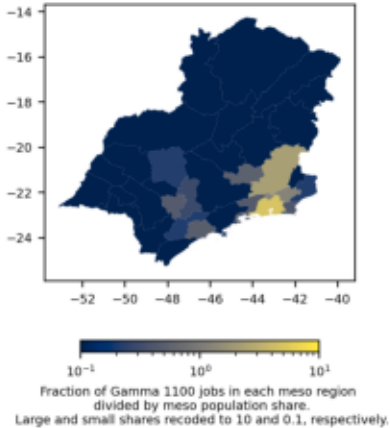 −14
−16
−18
−20
−22
−24
−52 −50 −48 −46 −44 −42 −40
10⁻¹ 10⁰ 10¹
Fraction of Gamma 1100 jobs in each meso region
divided by meso population share.
Large and small shares recoded to 10 and 0.1, respectively.